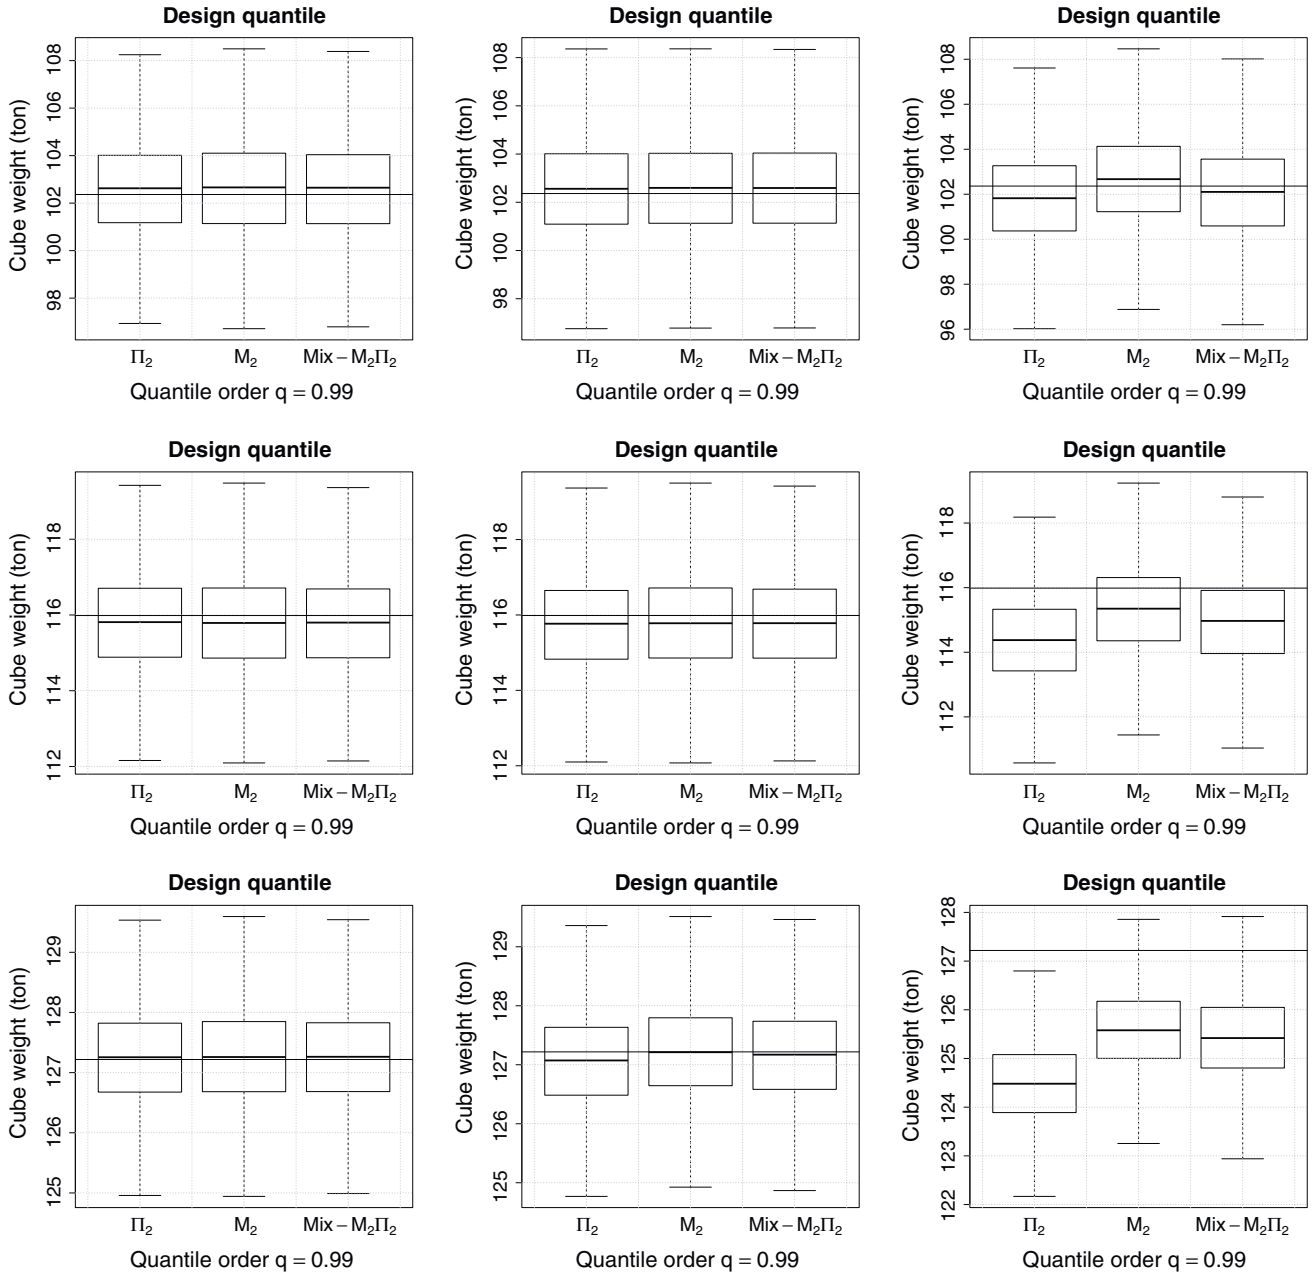 Design quantile
Cube weight (ton)
108
106
104
102
100
98
Π₂
M₂
Mix – M₂Π₂
Quantile order q = 0.99
Design quantile
Cube weight (ton)
108
106
104
102
100
98
Π₂
M₂
Mix – M₂Π₂
Quantile order q = 0.99
Design quantile
Cube weight (ton)
108
106
104
102
100
98
96
Π₂
M₂
Mix – M₂Π₂
Quantile order q = 0.99
Design quantile
Cube weight (ton)
118
116
114
112
Π₂
M₂
Mix – M₂Π₂
Quantile order q = 0.99
Design quantile
Cube weight (ton)
118
116
114
112
Π₂
M₂
Mix – M₂Π₂
Quantile order q = 0.99
Design quantile
Cube weight (ton)
118
116
114
112
Π₂
M₂
Mix – M₂Π₂
Quantile order q = 0.99
Design quantile
Cube weight (ton)
129
128
127
126
125
Π₂
M₂
Mix – M₂Π₂
Quantile order q = 0.99
Design quantile
Cube weight (ton)
129
128
127
126
125
Π₂
M₂
Mix – M₂Π₂
Quantile order q = 0.99
Design quantile
Cube weight (ton)
128
127
126
125
124
123
122
Π₂
M₂
Mix – M₂Π₂
Quantile order q = 0.99